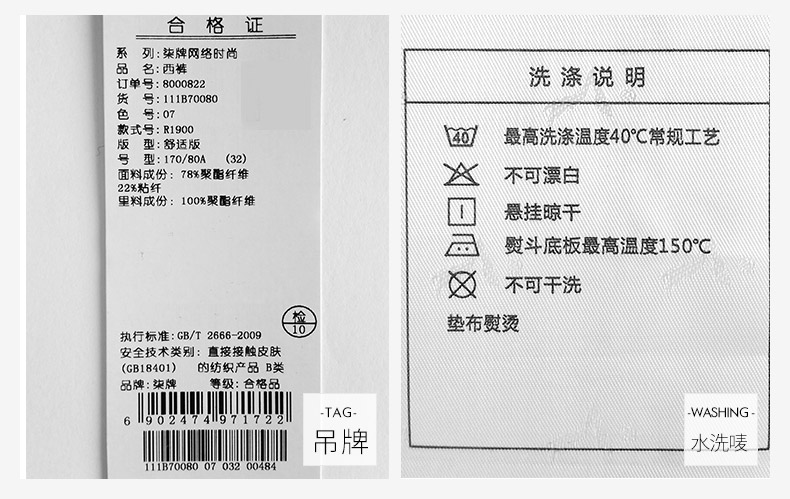 合格证
系 列:柒牌网络时尚
品 名:西裤
订单号:8000822
货 号:111B70080
色 号:07
款式号:R1900
版 型:舒适版
号 型:170/80A (32)
面料成份: 78%聚酯纤维
22%粘纤
里料成份: 100%聚酯纤维
检
10
执行标准:GB/T 2666-2009
安全技术类别: 直接接触皮肤
(GB18401) 的纺织产品 B类
品牌:柒牌 等级:合格品
6 902474 971722
111B70080 07 032 00484
-TAG-
吊牌
洗涤说明
40 最高洗涤温度40℃常规工艺
不可漂白
悬挂晾干
熨斗底板最高温度150℃
不可干洗
垫布熨烫
-WASHING-
水洗唛